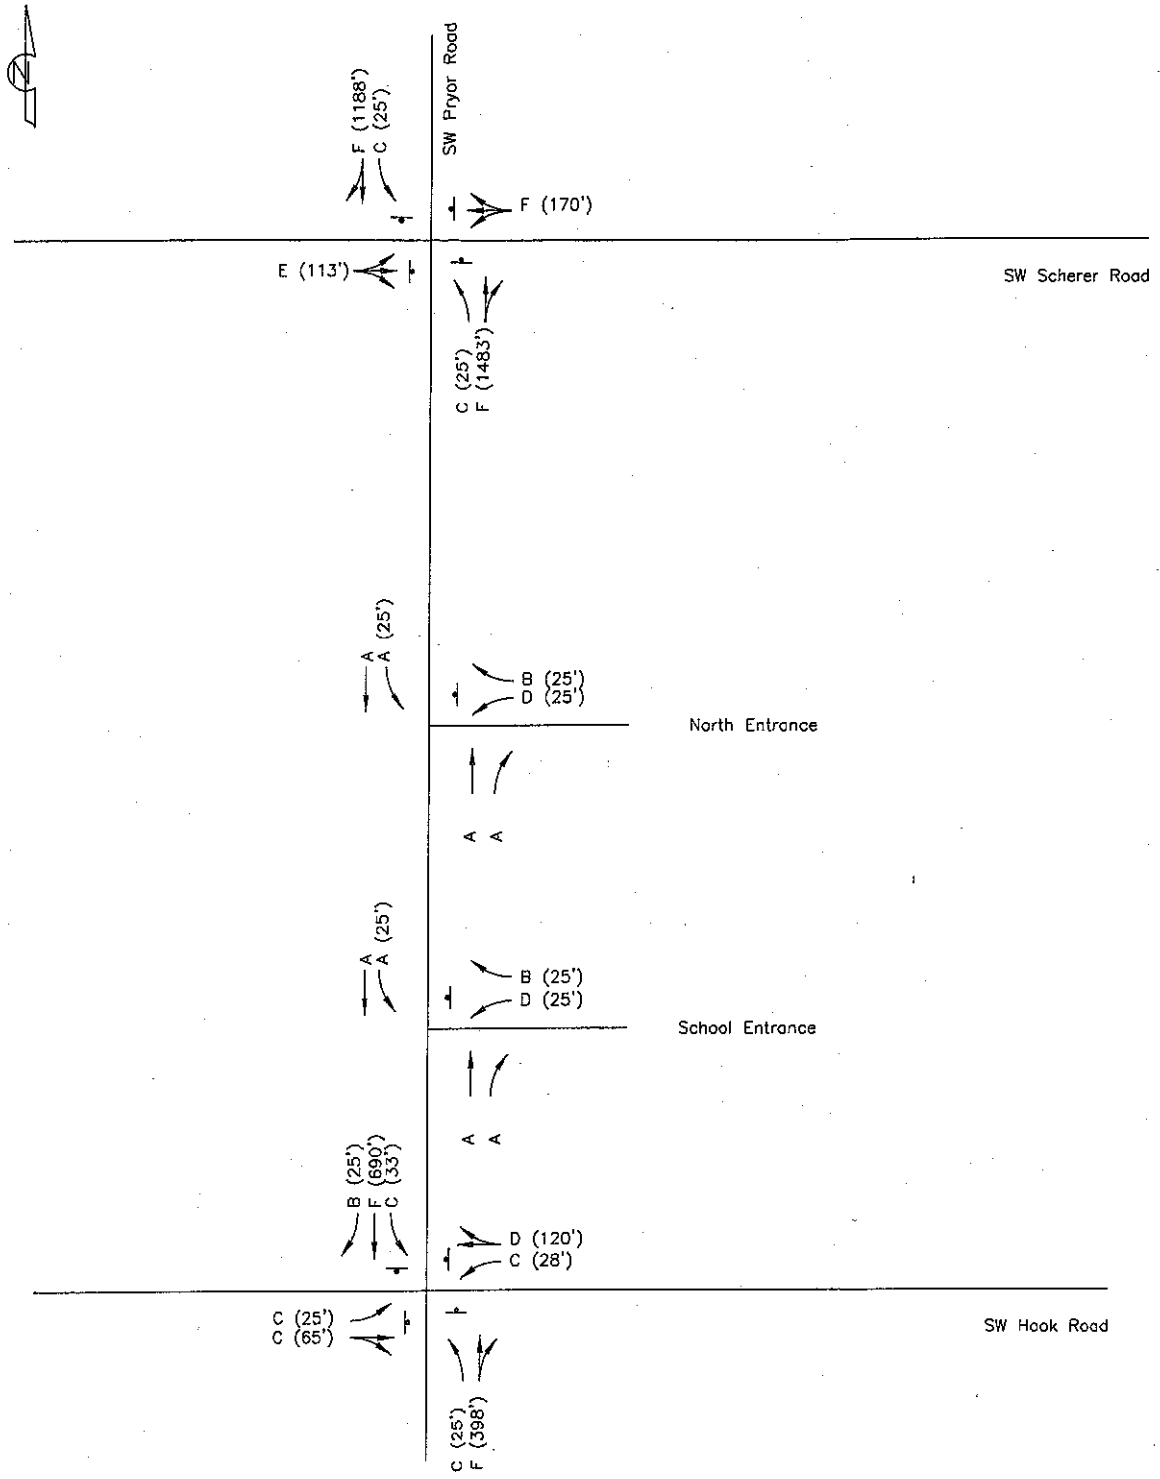 N
SW Pryor Road
F (1188')
C (25')
F (170')
E (113')
SW Scherer Road
C (25')
F (1483')
A
A (25')
B (25')
D (25')
North Entrance
A
A
A
A (25')
B (25')
D (25')
School Entrance
A
A
B (25')
F (690')
C (33')
D (120')
C (28')
C (25')
C (65')
SW Hook Road
C (25')
F (398')